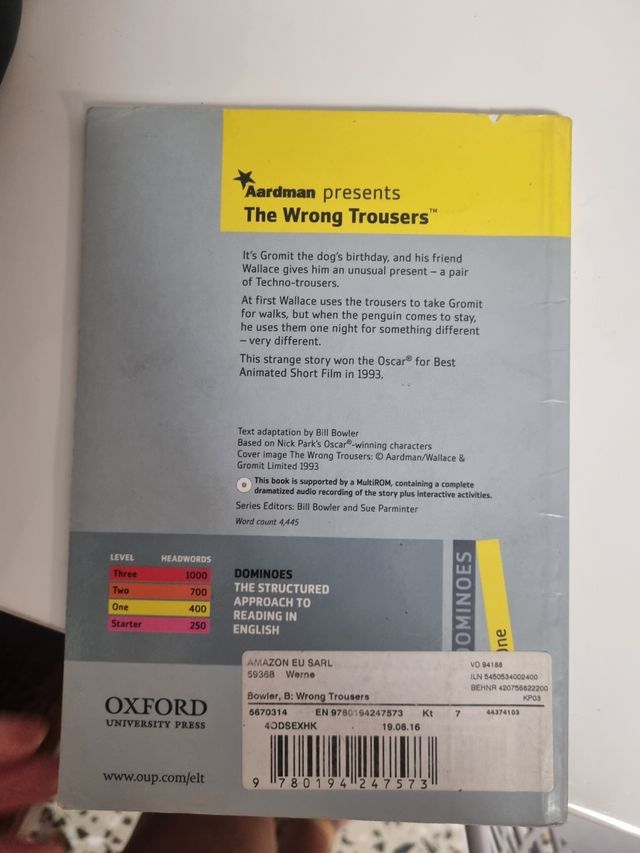 Aardman presents
The Wrong Trousers™
It's Gromit the dog's birthday, and his friend
Wallace gives him an unusual present – a pair
of Techno-trousers.
At first Wallace uses the trousers to take Gromit
for walks, but when the penguin comes to stay,
he uses them one night for something different
– very different.
This strange story won the Oscar® for Best
Animated Short Film in 1993.
Text adaptation by Bill Bowler
Based on Nick Park's Oscar®-winning characters
Cover image The Wrong Trousers: © Aardman/Wallace &
Gromit Limited 1993
This book is supported by a MultiROM, containing a complete
dramatized audio recording of the story plus interactive activities.
Series Editors: Bill Bowler and Sue Parminter
Word count 4,445
LEVEL HEADWORDS
Three 1000
Two 700
One 400
Starter 250
DOMINOES
THE STRUCTURED
APPROACH TO
READING IN
ENGLISH
DOMINOES
one
OXFORD
UNIVERSITY PRESS
www.oup.com/elt
AMAZON EU SARL
59368 Werne
VD 94188
ILN 5450534002400
BEHNR 420756822200
KP03
Bowler, B: Wrong Trousers
5670314 EN 9780194247573 Kt 7 44374103
4DDSEXHK 19.08.16
9 780194 247573